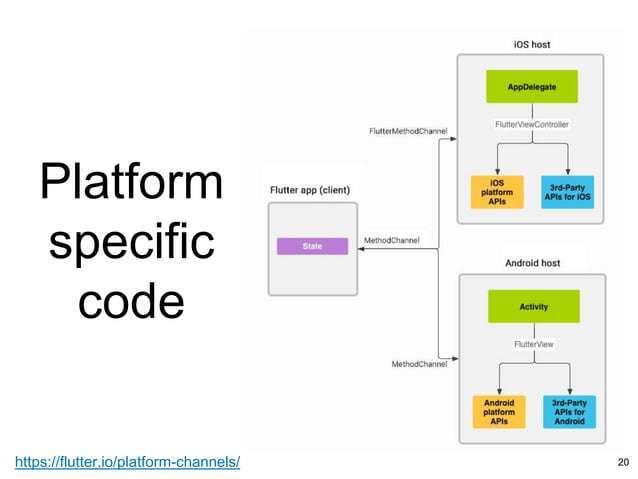 Platform
specific
code
iOS host
AppDelegate
FlutterViewController
FlutterMethodChannel
iOS
platform
APIs
3rd-Party
APIs for iOS
Flutter app (client)
State
MethodChannel
Android host
Activity
FlutterView
MethodChannel
Android
platform
APIs
3rd-Party
APIs for
Android
https://flutter.io/platform-channels/
20